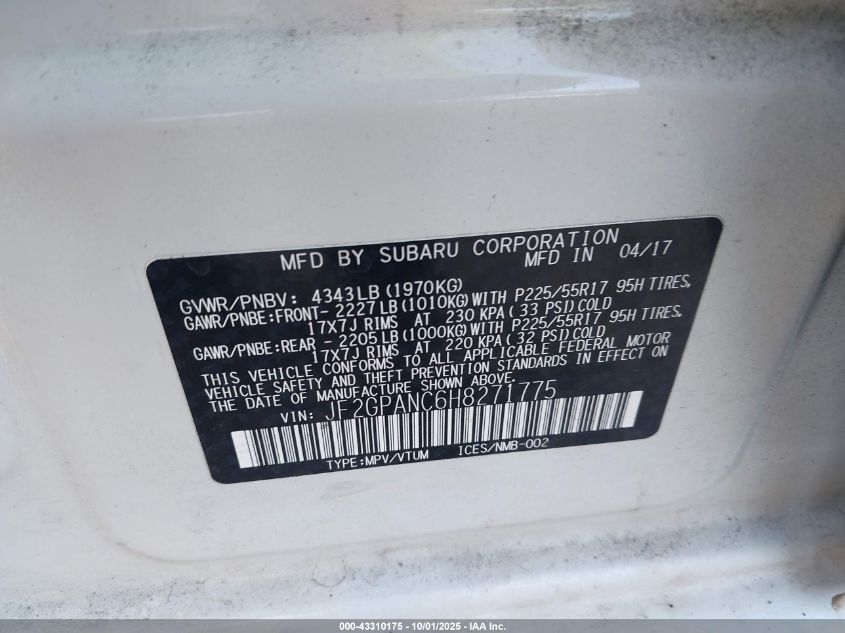 MFD BY SUBARU CORPORATION
MFD IN 04/17
GVWR/PNBV: 4343LB (1970KG)
GAWR/PNBE:FRONT- 2227LB (1010KG) WITH P225/55R17 95H TIRES,
17X7J RIMS AT 230 KPA ( 33 PSI) COLD
GAWR/PNBE:REAR - 2205LB (1000KG) WITH P225/55R17 95H TIRES,
17X7J RIMS AT 220 KPA ( 32 PSI) COLD
THIS VEHICLE CONFORMS TO ALL APPLICABLE FEDERAL MOTOR
VEHICLE SAFETY AND THEFT PREVENTION STANDARDS IN EFFECT ON
THE DATE OF MANUFACTURE SHOWN ABOVE.
VIN: JF2GPANC6H8271775
TYPE:MPV/VTUM ICES/NMB-002
000-43310175 - 10/01/2025 - IAA Inc.